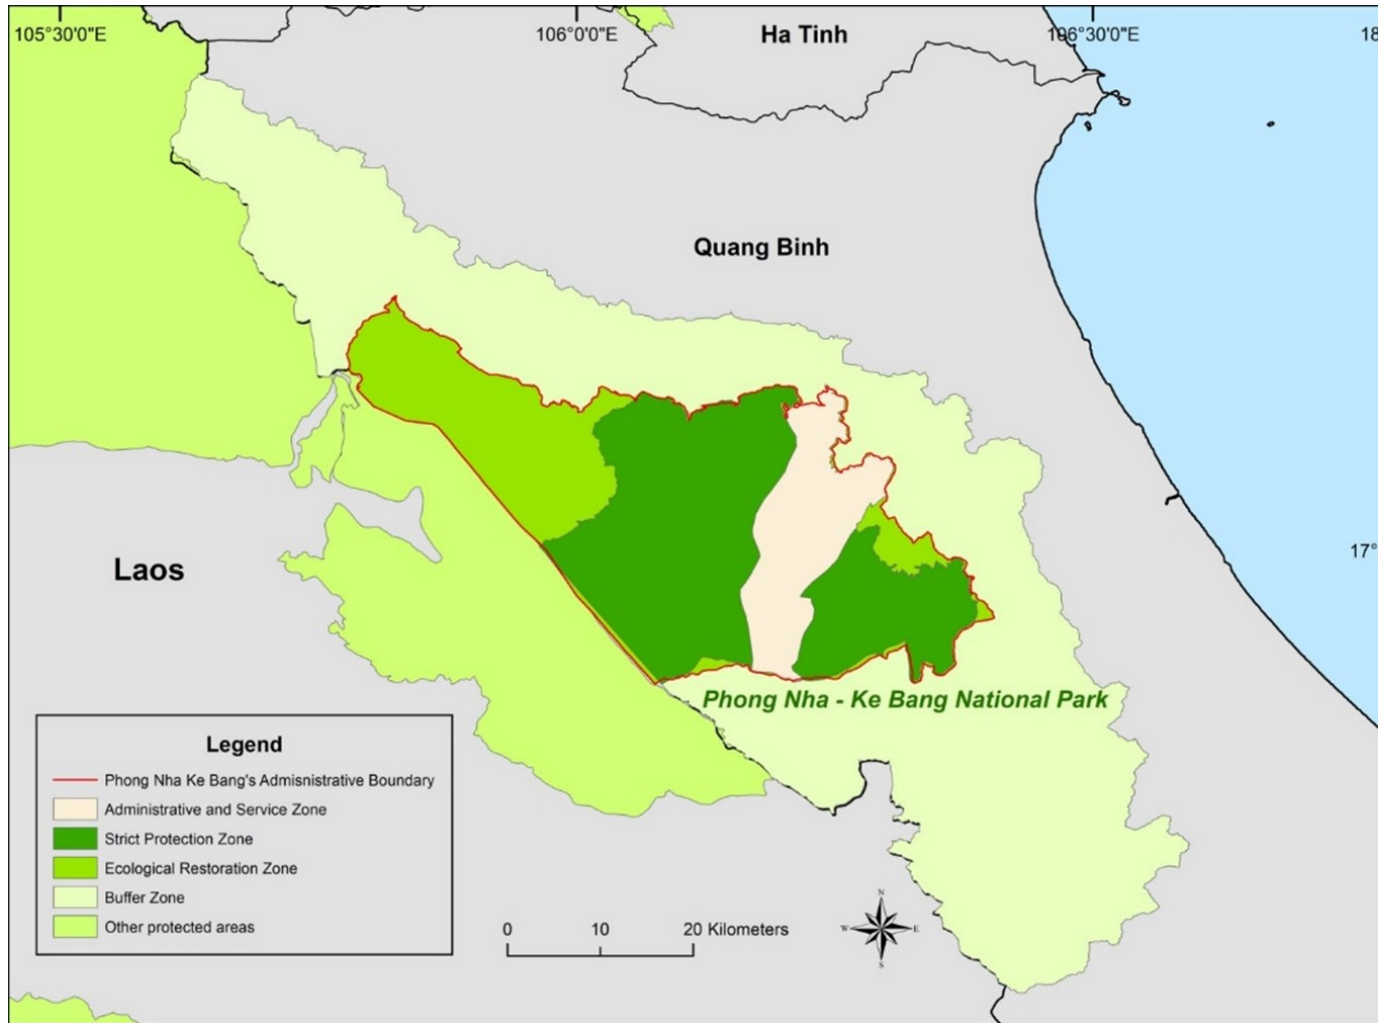 105°30'0"E
106°0'0"E
Ha Tinh
106°30'0"E
18
Quang Binh
17°
Laos
Phong Nha - Ke Bang National Park
Legend
Phong Nha Ke Bang's Admisnistrative Boundary
Administrative and Service Zone
Strict Protection Zone
Ecological Restoration Zone
Buffer Zone
Other protected areas
0 10 20 Kilometers
N
W E
S